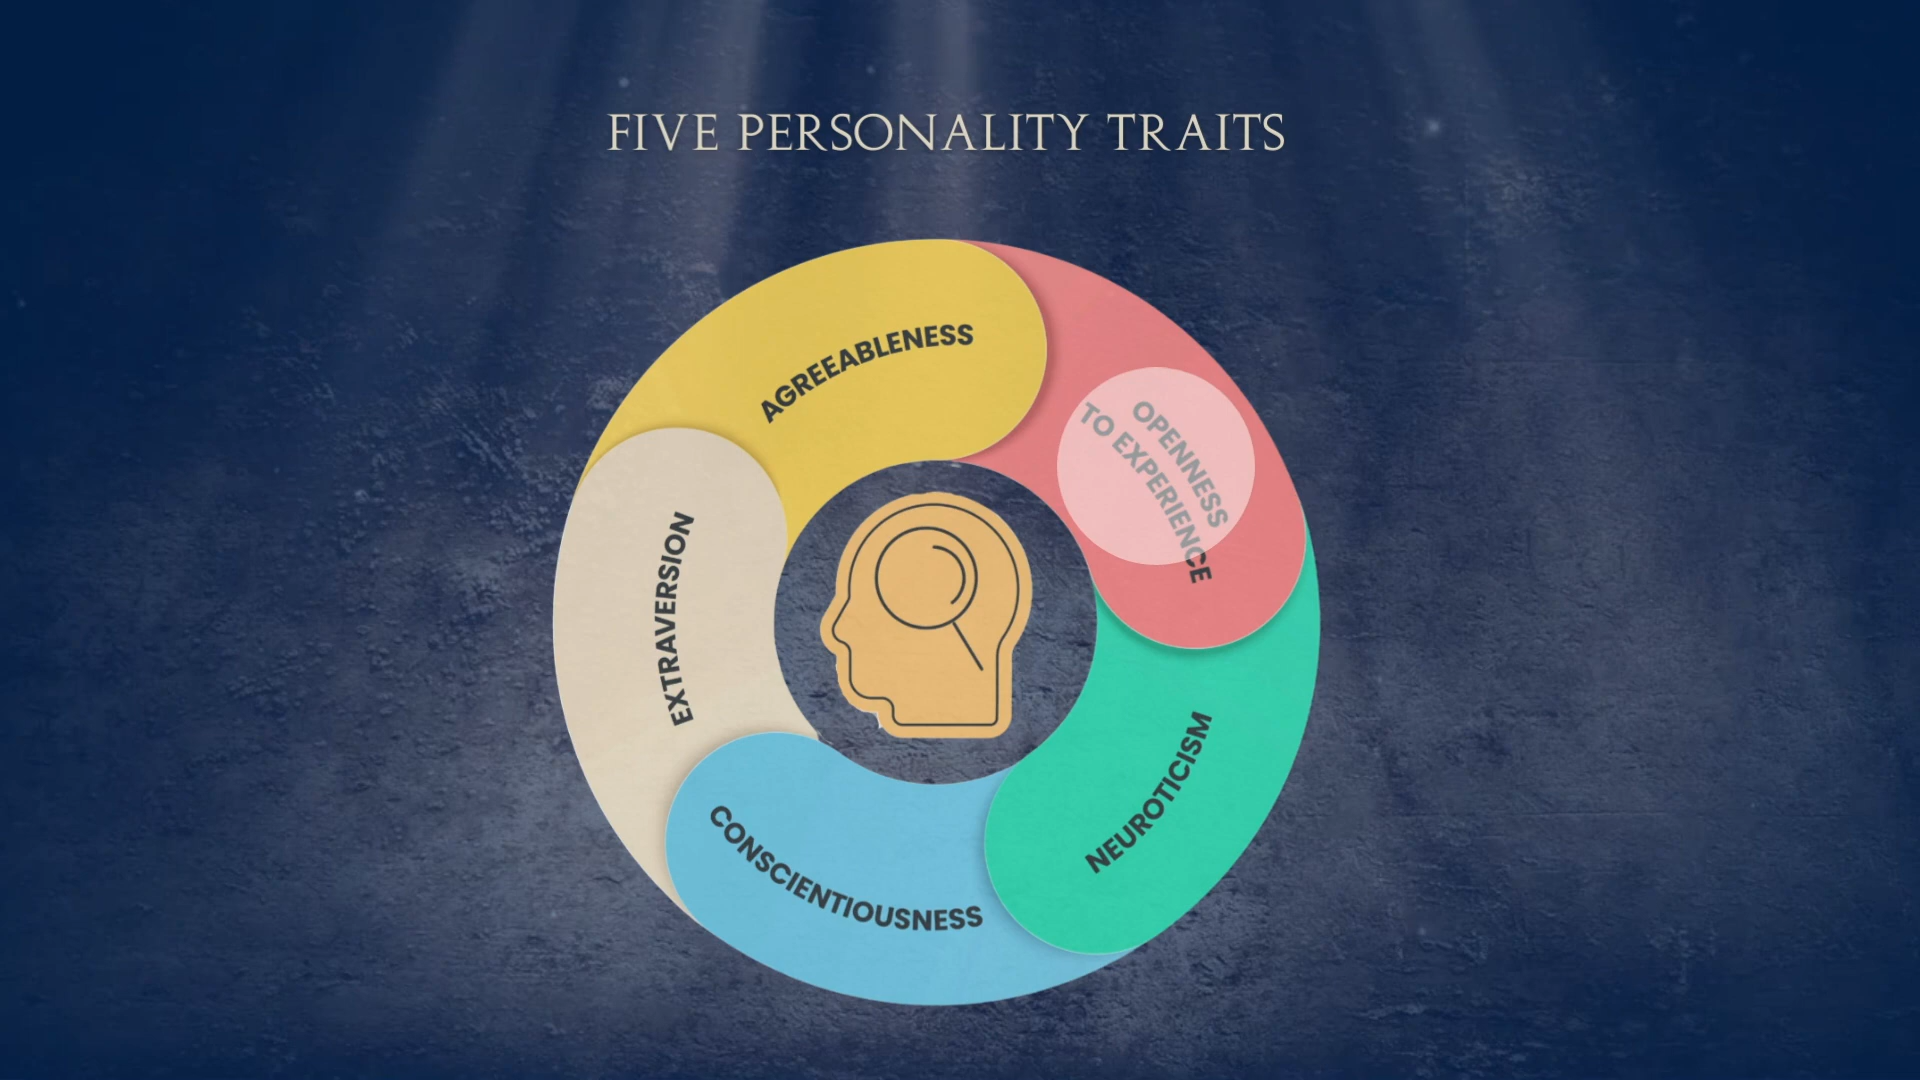 FIVE PERSONALITY TRAITS
AGREEABLENESS
OPENNESS
TO EXPERIENCE
EXTRAVERSION
NEUROTICISM
CONSCIENTIOUSNESS